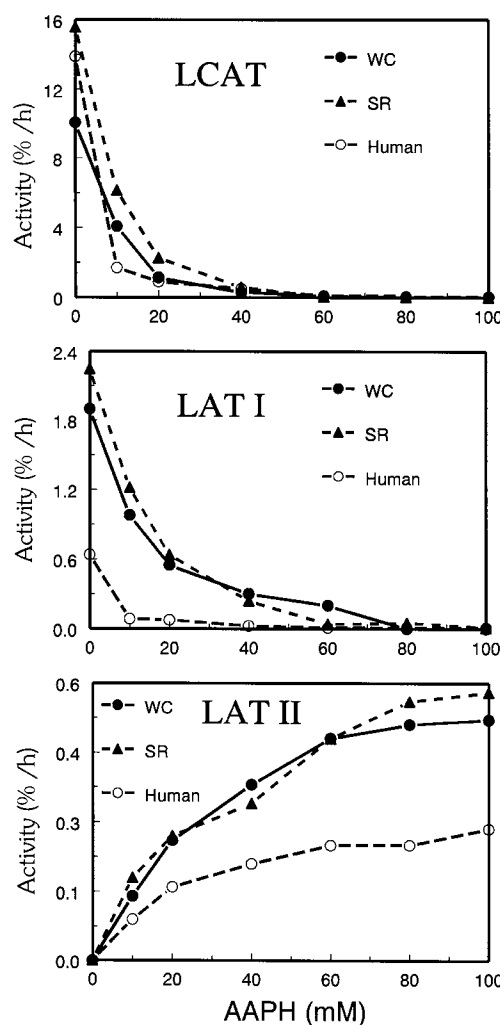 16
12
8
4
0
Activity (% /h)
LCAT
WC
SR
Human
0 20 40 60 80 100
2.4
1.8
1.2
0.6
0.0
Activity (% /h)
LAT I
WC
SR
Human
0 20 40 60 80 100
0.6
0.4
0.3
0.1
0.0
Activity (% /h)
LAT II
WC
SR
Human
0 20 40 60 80 100
AAPH (mM)